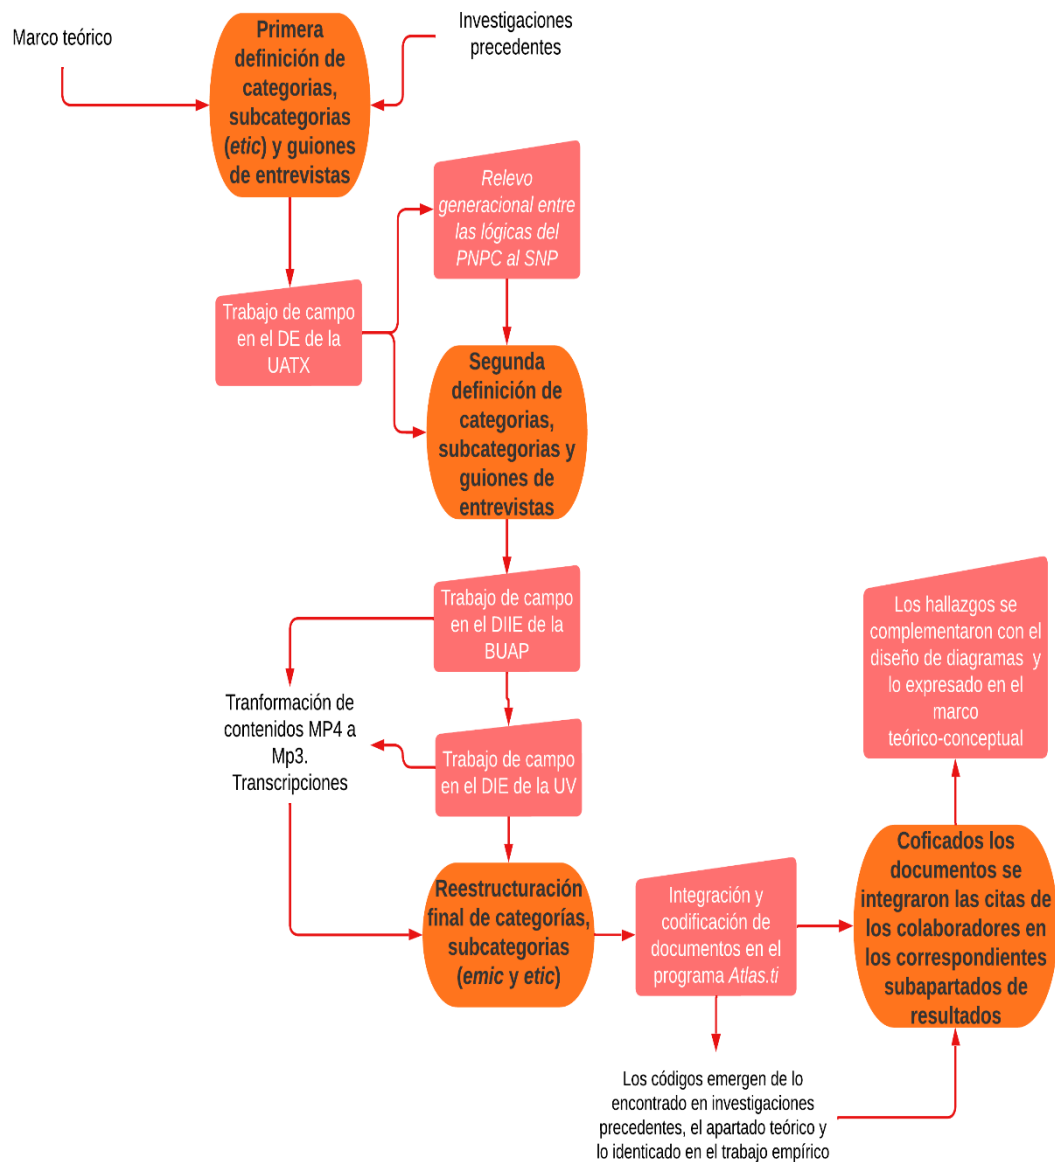 Marco teórico
Investigaciones
precedentes
Primera
definición de
categorias,
subcategorias
(etic) y guiones
de entrevistas
Relevo
generacional entre
las lógicas del
PNPC al SNP
Trabajo de campo
en el DE de la
UATX
Segunda
definición de
categorias,
subcategorias y
guiones de
entrevistas
Trabajo de campo
en el DIIE de la
BUAP
Tranformación de
contenidos MP4 a
Mp3.
Transcripciones
Trabajo de campo
en el DIE de la UV
Reestructuración
final de categorías,
subcategorias
(emic y etic)
Integración y
codificación de
documentos en el
programa Atlas.ti
Los hallazgos se
complementaron con el
diseño de diagramas y
lo expresado en el
marco
teórico-conceptual
Coficados los
documentos se
integraron las citas de
los colaboradores en
los correspondientes
subapartados de
resultados
Los códigos emergen de lo
encontrado en investigaciones
precedentes, el apartado teórico y
lo identificado en el trabajo empírico